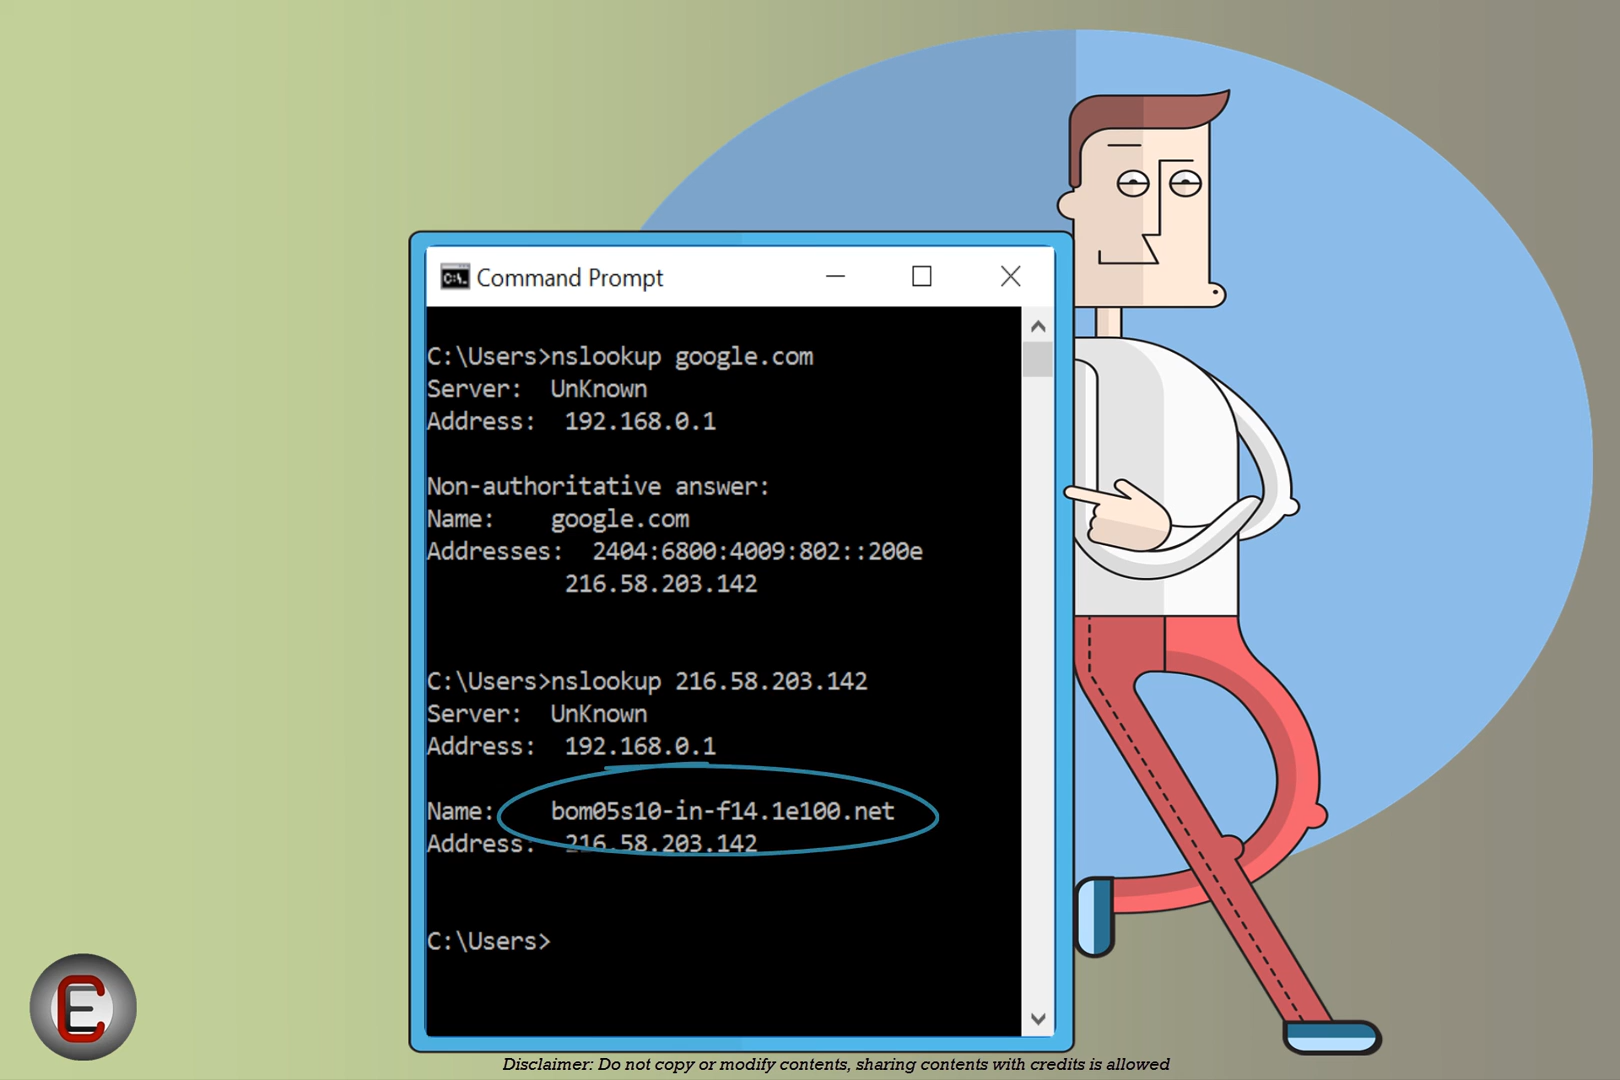 Command Prompt
C:\Users>nslookup google.com
Server:  UnKnown
Address:  192.168.0.1
Non-authoritative answer:
Name:    google.com
Addresses:  2404:6800:4009:802::200e
216.58.203.142
C:\Users>nslookup 216.58.203.142
Server:  UnKnown
Address:  192.168.0.1
Name:    bom05s10-in-f14.1e100.net
Address:  216.58.203.142
C:\Users>
CE
Disclaimer: Do not copy or modify contents, sharing contents with credits is allowed